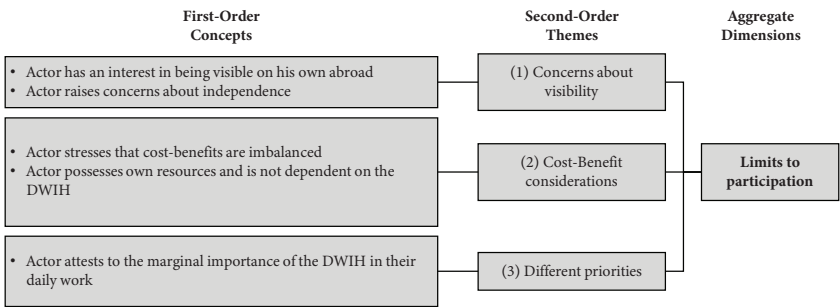 First-Order
Concepts
Second-Order
Themes
Aggregate
Dimensions
• Actor has an interest in being visible on his own abroad
• Actor raises concerns about independence
(1) Concerns about
visibility
• Actor stresses that cost-benefits are imbalanced
• Actor possesses own resources and is not dependent on the
DWIH
(2) Cost-Benefit
considerations
Limits to
participation
• Actor attests to the marginal importance of the DWIH in their
daily work
(3) Different priorities